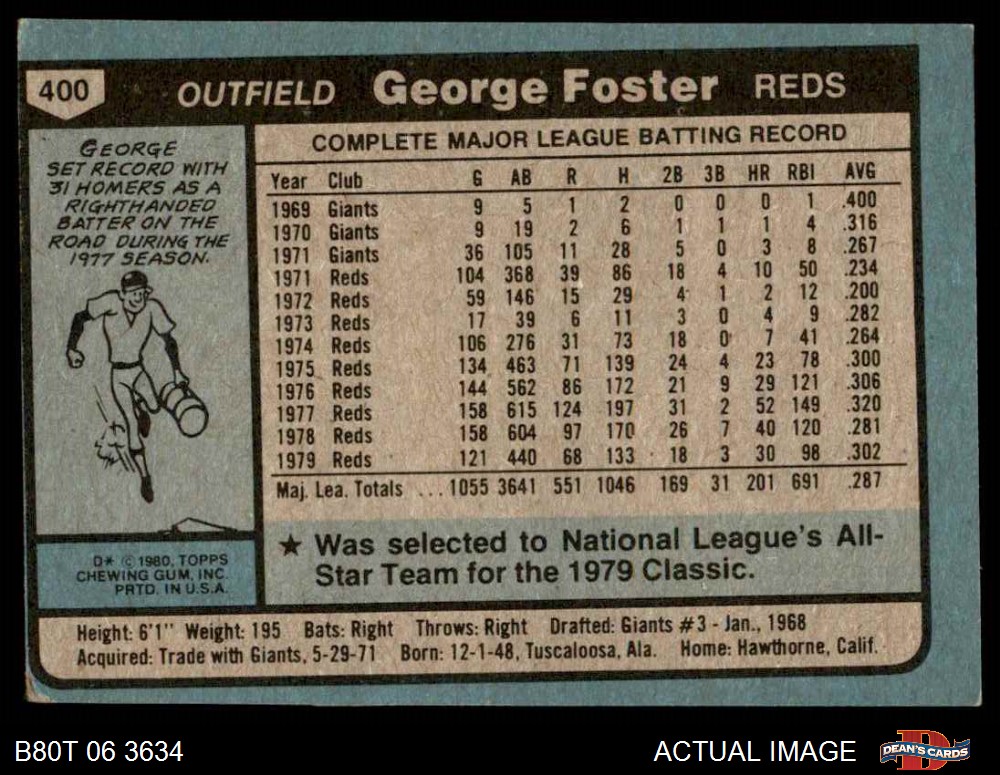 400 OUTFIELD George Foster REDS
GEORGE
SET RECORD WITH
31 HOMERS AS A
RIGHTHANDED
BATTER ON THE
ROAD DURING THE
1977 SEASON.
D* © 1980, TOPPS
CHEWING GUM, INC.
PRTD. IN U.S.A.
COMPLETE MAJOR LEAGUE BATTING RECORD
Year Club G AB R H 2B 3B HR RBI AVG
1969 Giants 9 5 1 2 0 0 0 1 .400
1970 Giants 9 19 2 6 1 1 1 4 .316
1971 Giants 36 105 11 28 5 0 3 8 .267
1971 Reds 104 368 39 86 18 4 10 50 .234
1972 Reds 59 146 15 29 4 1 2 12 .200
1973 Reds 17 39 6 11 3 0 4 9 .282
1974 Reds 106 276 31 73 18 0 7 41 .264
1975 Reds 134 463 71 139 24 4 23 78 .300
1976 Reds 144 562 86 172 21 9 29 121 .306
1977 Reds 158 615 124 197 31 2 52 149 .320
1978 Reds 158 604 97 170 26 7 40 120 .281
1979 Reds 121 440 68 133 18 3 30 98 .302
Maj. Lea. Totals ...1055 3641 551 1046 169 31 201 691 .287
★ Was selected to National League's All-
Star Team for the 1979 Classic.
Height: 6'1" Weight: 195 Bats: Right Throws: Right Drafted: Giants #3 - Jan., 1968
Acquired: Trade with Giants, 5-29-71 Born: 12-1-48, Tuscaloosa, Ala. Home: Hawthorne, Calif.
B80T 06 3634 ACTUAL IMAGE DEAN'S CARDS